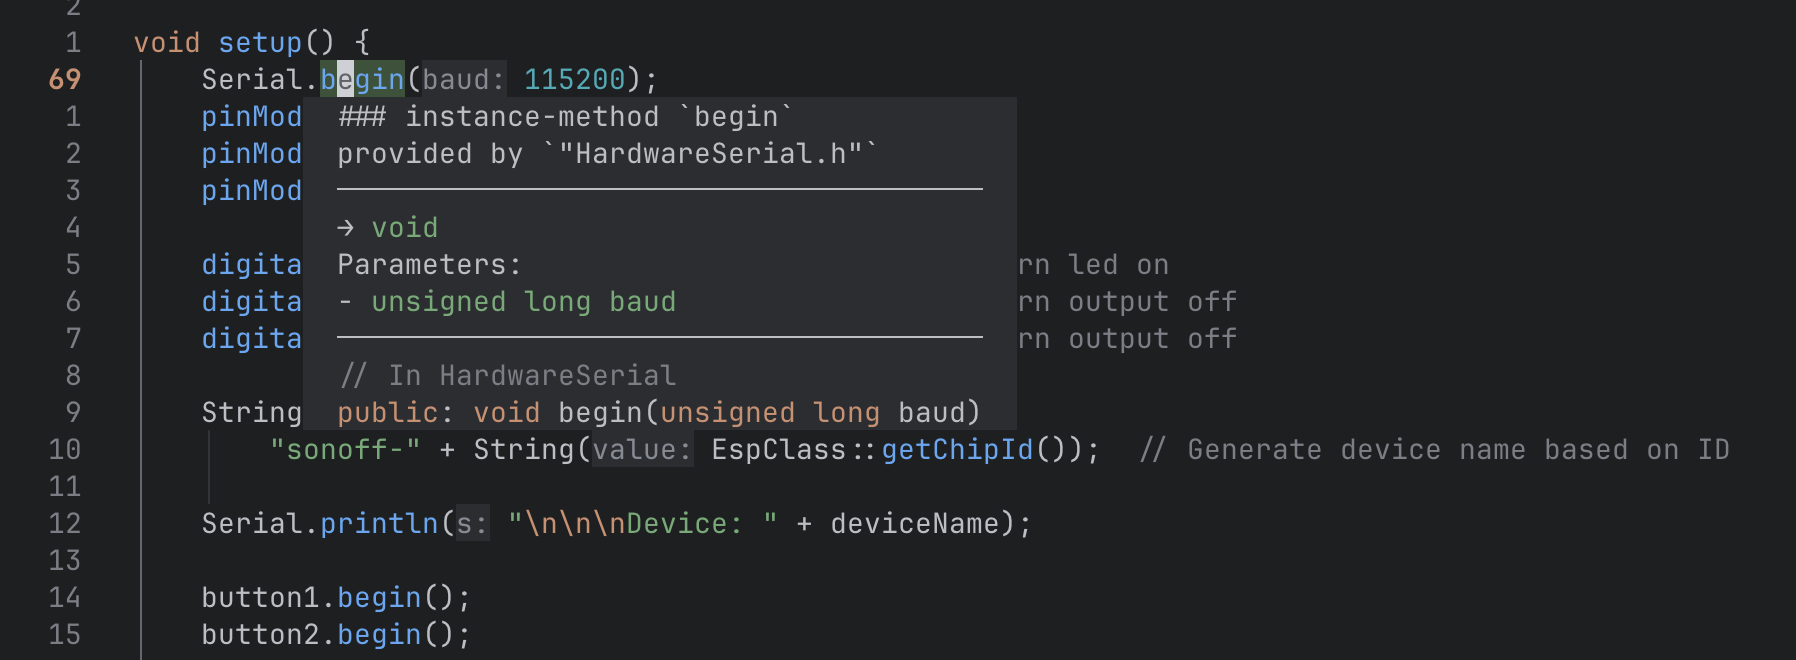 2
1 void setup() {
69 Serial.begin(baud: 115200);
1 pinMod
### instance-method `begin`
2 pinMod
provided by `"HardwareSerial.h"`
3 pinMod
4
→ void
5 digita
Parameters:
rn led on
6 digita
- unsigned long baud
rn output off
7 digita
rn output off
8
// In HardwareSerial
9 String
public: void begin(unsigned long baud)
10 "sonoff-" + String(value: EspClass::getChipId()); // Generate device name based on ID
11
12 Serial.println(s: "\n\n\nDevice: " + deviceName);
13
14 button1.begin();
15 button2.begin();